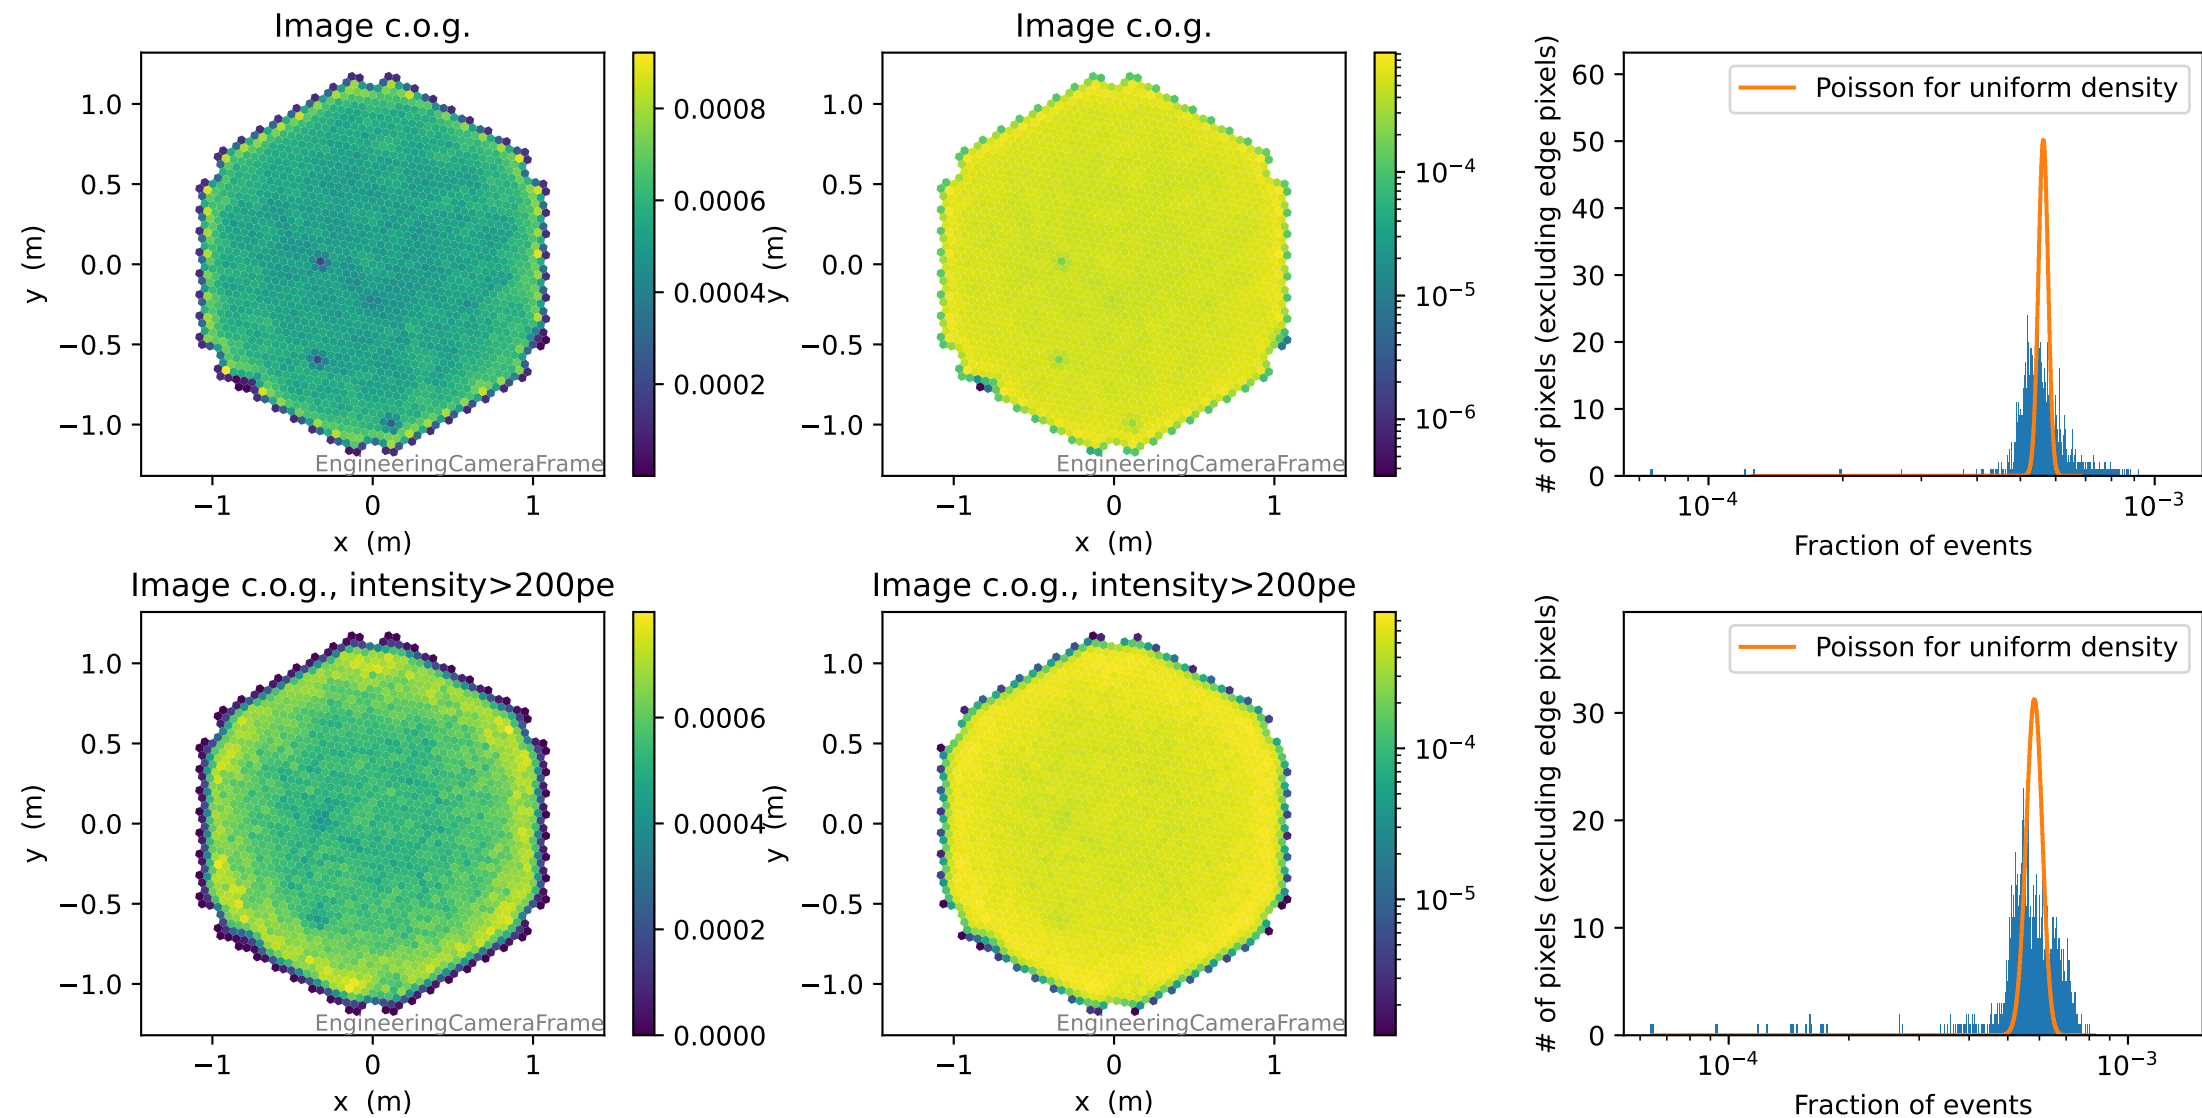 Image c.o.g.
y (m)
1.0
0.5
0.0
−0.5
−1.0
−1
0
1
x (m)
EngineeringCameraFrame
0.0008
0.0006
0.0004
0.0002
Image c.o.g.
y (m)
1.0
0.5
0.0
−0.5
−1.0
−1
0
1
x (m)
EngineeringCameraFrame
10⁻⁴
10⁻⁵
10⁻⁶
# of pixels (excluding edge pixels)
60
50
40
30
20
10
0
Poisson for uniform density
10⁻⁴
10⁻³
Fraction of events
Image c.o.g., intensity>200pe
y (m)
1.0
0.5
0.0
−0.5
−1.0
−1
0
1
x (m)
EngineeringCameraFrame
0.0006
0.0004
0.0002
0.0000
Image c.o.g., intensity>200pe
y (m)
1.0
0.5
0.0
−0.5
−1.0
−1
0
1
x (m)
EngineeringCameraFrame
10⁻⁴
10⁻⁵
# of pixels (excluding edge pixels)
30
20
10
0
Poisson for uniform density
10⁻⁴
10⁻³
Fraction of events